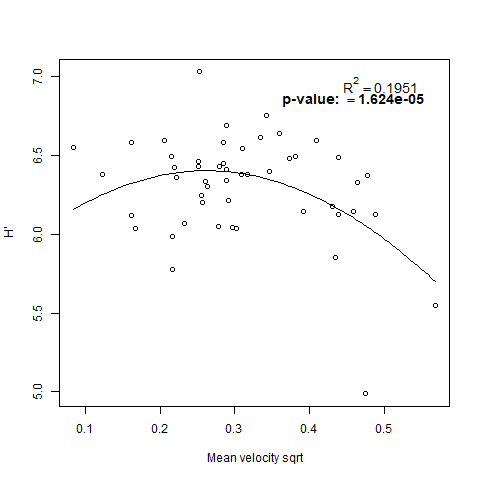 R² = 0.1951
p-value: = 1.624e-05
H'
7.0
6.5
6.0
5.5
5.0
0.1 0.2 0.3 0.4 0.5
Mean velocity sqrt